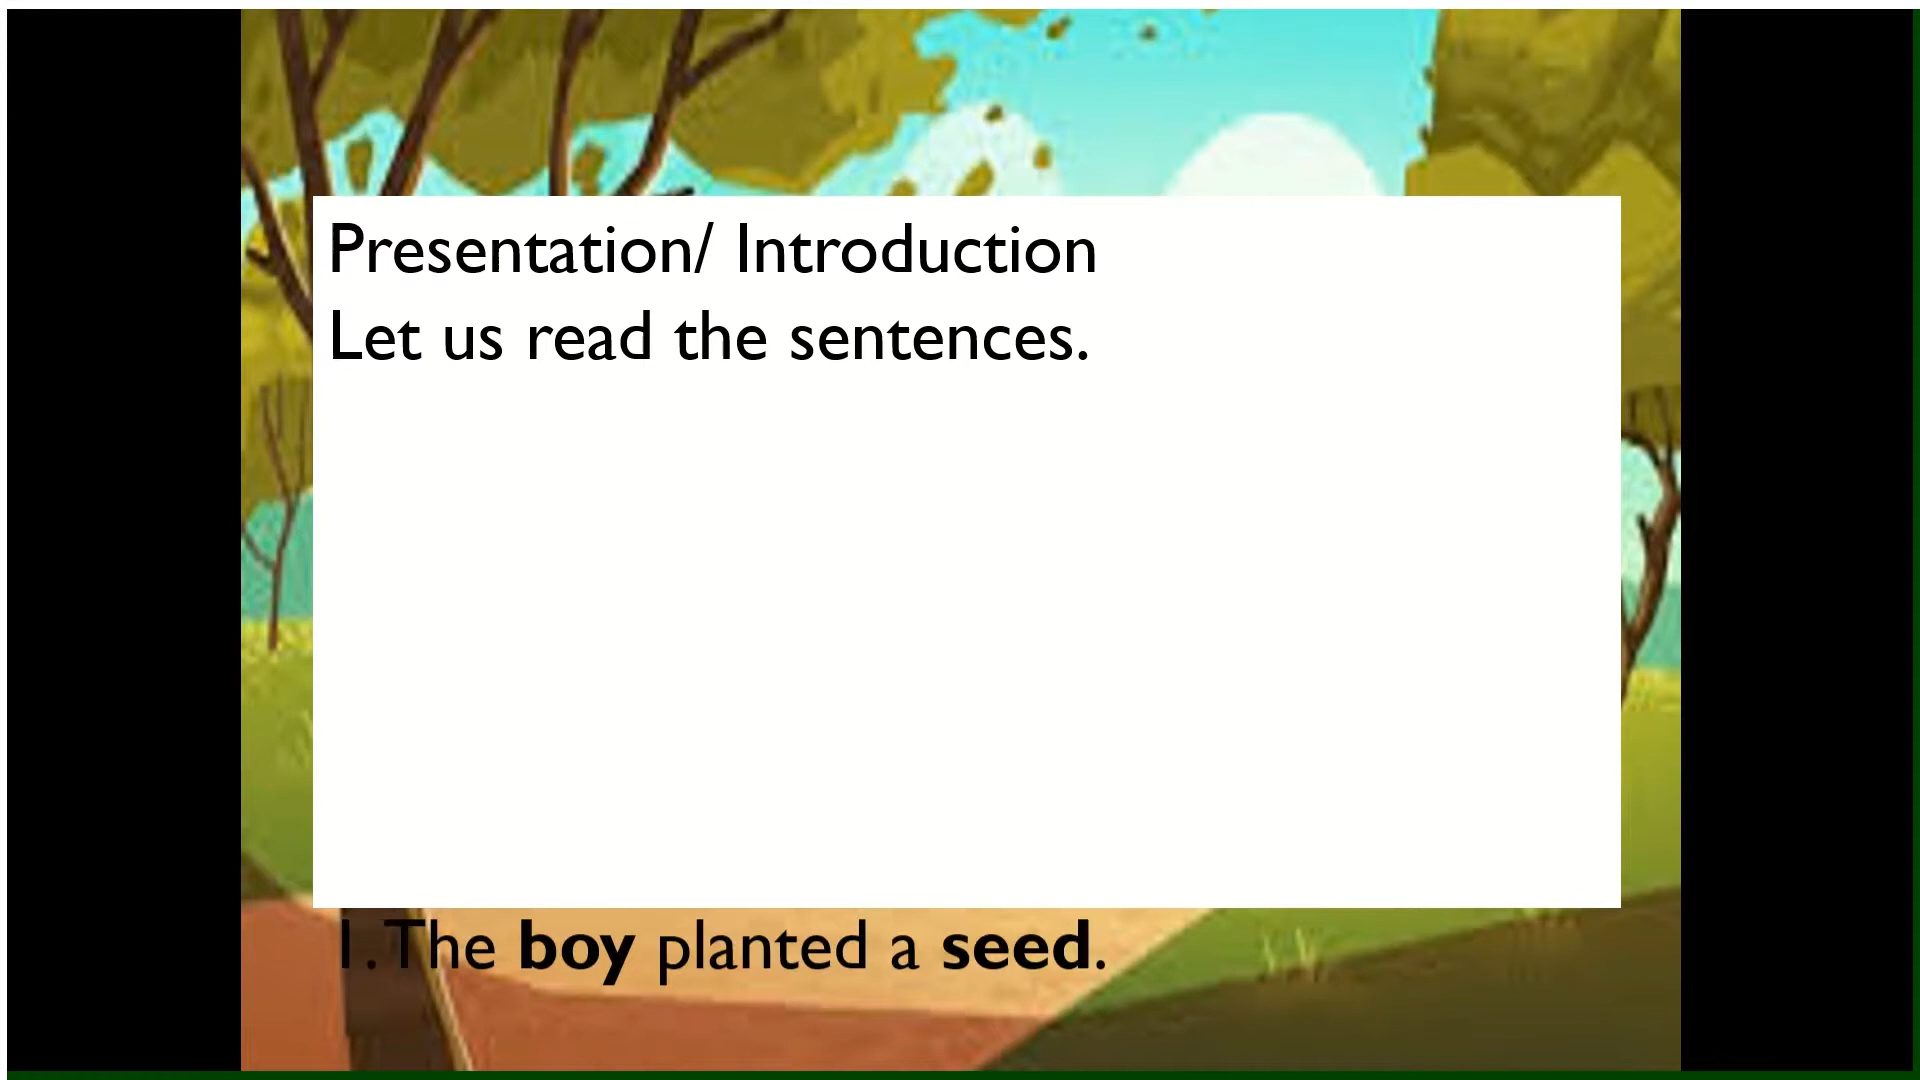 Presentation/ Introduction
Let us read the sentences.
1. The boy planted a seed.